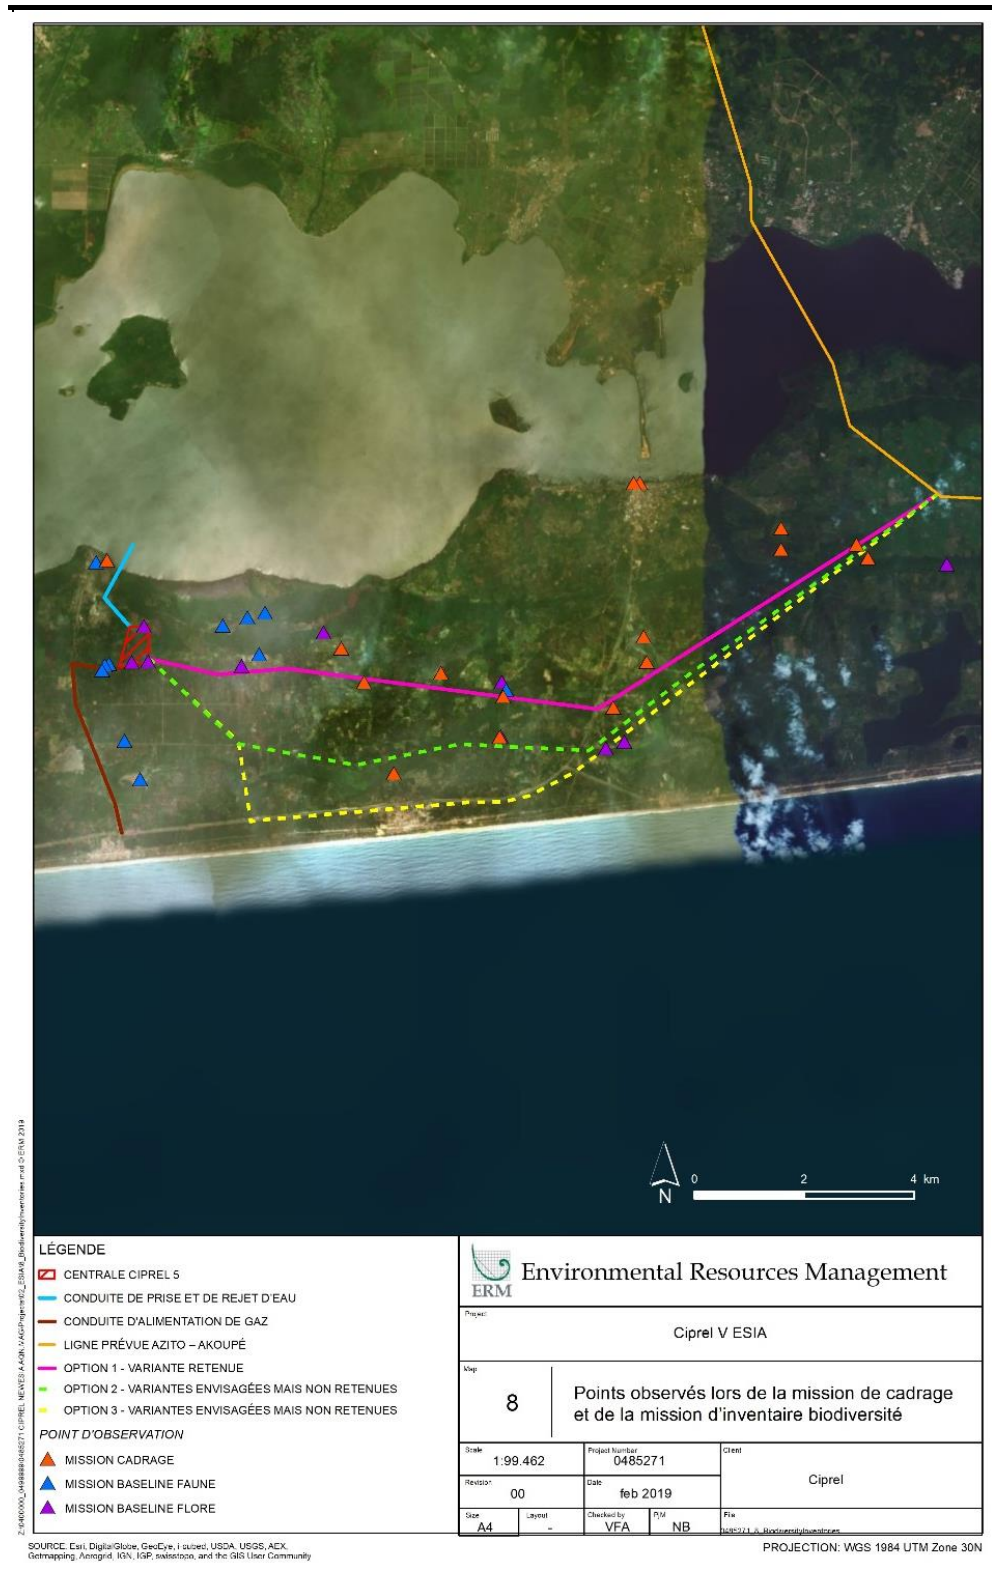 N
0 2 4 km
LÉGENDE
CENTRALE CIPREL 5
CONDUITE DE PRISE ET DE REJET D'EAU
CONDUITE D'ALIMENTATION DE GAZ
LIGNE PRÉVUE AZITO – AKOUPÉ
OPTION 1 - VARIANTE RETENUE
OPTION 2 - VARIANTES ENVISAGÉES MAIS NON RETENUES
OPTION 3 - VARIANTES ENVISAGÉES MAIS NON RETENUES
POINT D'OBSERVATION
MISSION CADRAGE
MISSION BASELINE FAUNE
MISSION BASELINE FLORE
ERM
Environmental Resources Management
Project
Ciprel V ESIA
Map
8
Points observés lors de la mission de cadrage
et de la mission d'inventaire biodiversité
Scale
1:99.462
Project Number
0485271
Client
Ciprel
Revision
00
Date
feb 2019
Size
A4
Layout
-
Checked by
VFA
PM
NB
File
SOURCE: Esri, DigitalGlobe, GeoEye, i-cubed, USDA, USGS, AEX,
Getmapping, Aerogrid, IGN, IGP, swisstopo, and the GIS User Community
PROJECTION: WGS 1984 UTM Zone 30N